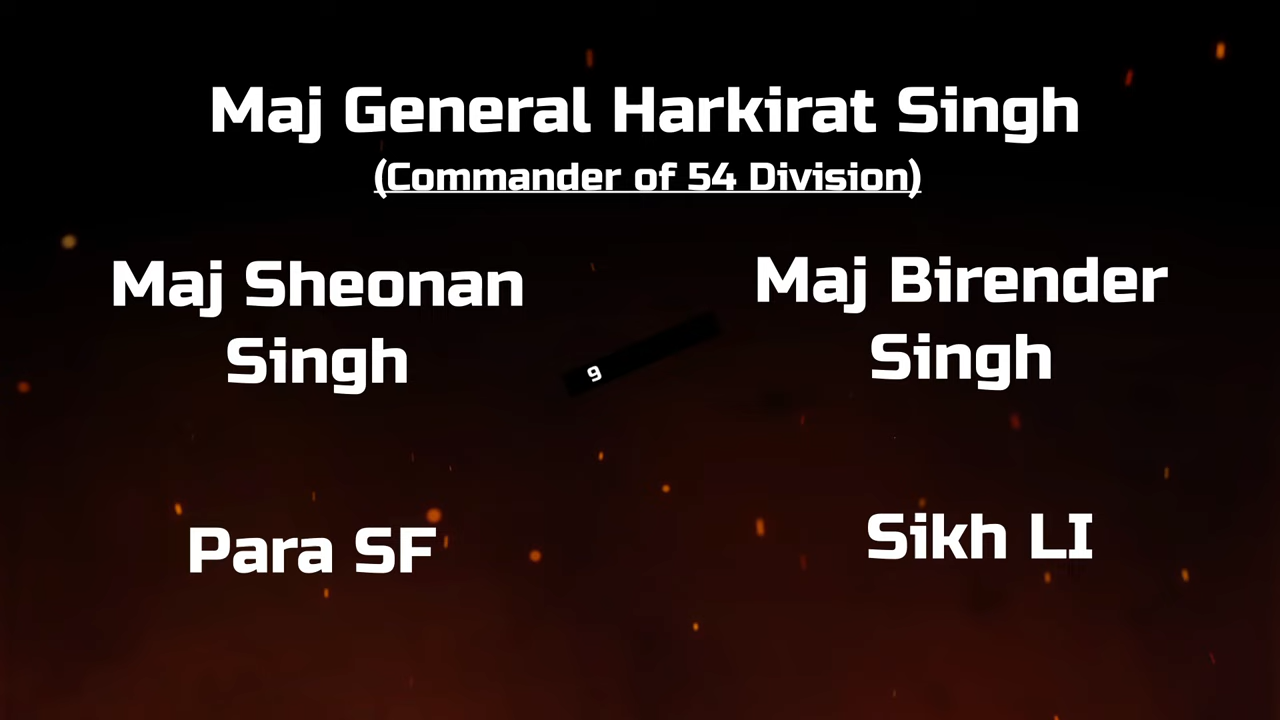 Maj General Harkirat Singh
(Commander of 54 Division)
Maj Sheonan
Singh
Maj Birender
Singh
9
Para SF
Sikh LI